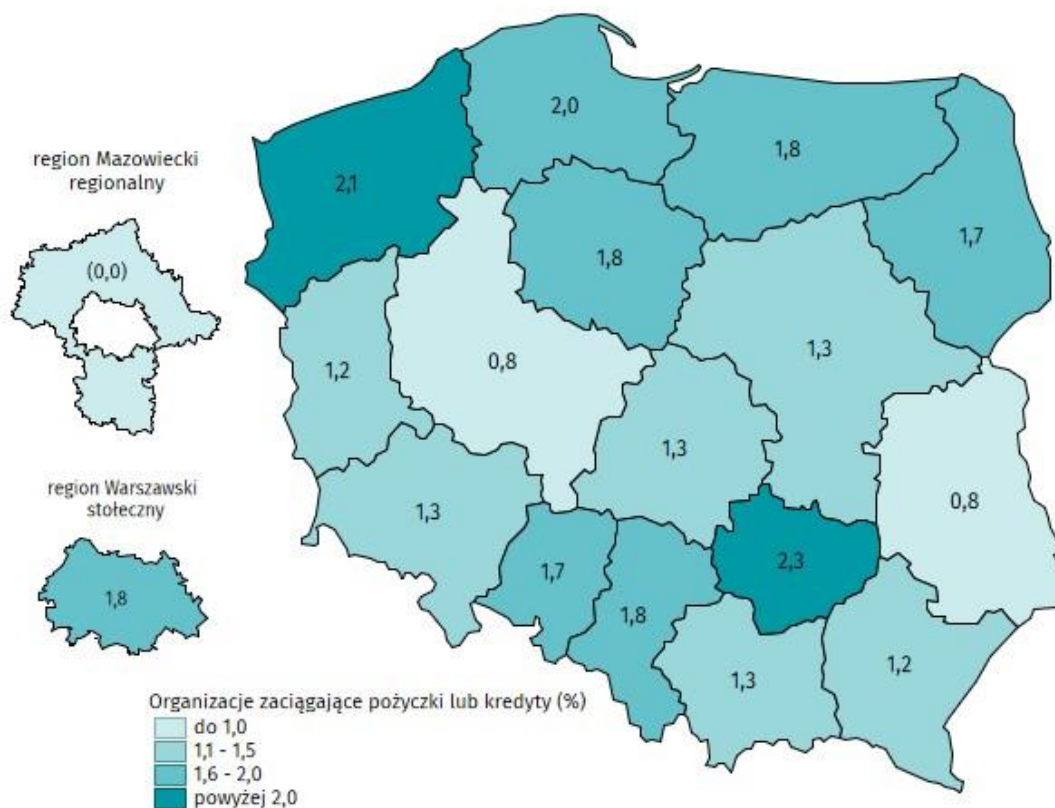 region Mazowiecki
regionalny
(0,0)
region Warszawski
stołeczny
1,8
2,1
2,0
1,8
1,7
1,8
1,2
0,8
1,3
1,3
0,8
1,3
1,7
1,8
2,3
1,3
1,2
Organizacje zaciągające pożyczki lub kredyty (%)
do 1,0
1,1 - 1,5
1,6 - 2,0
powyżej 2,0